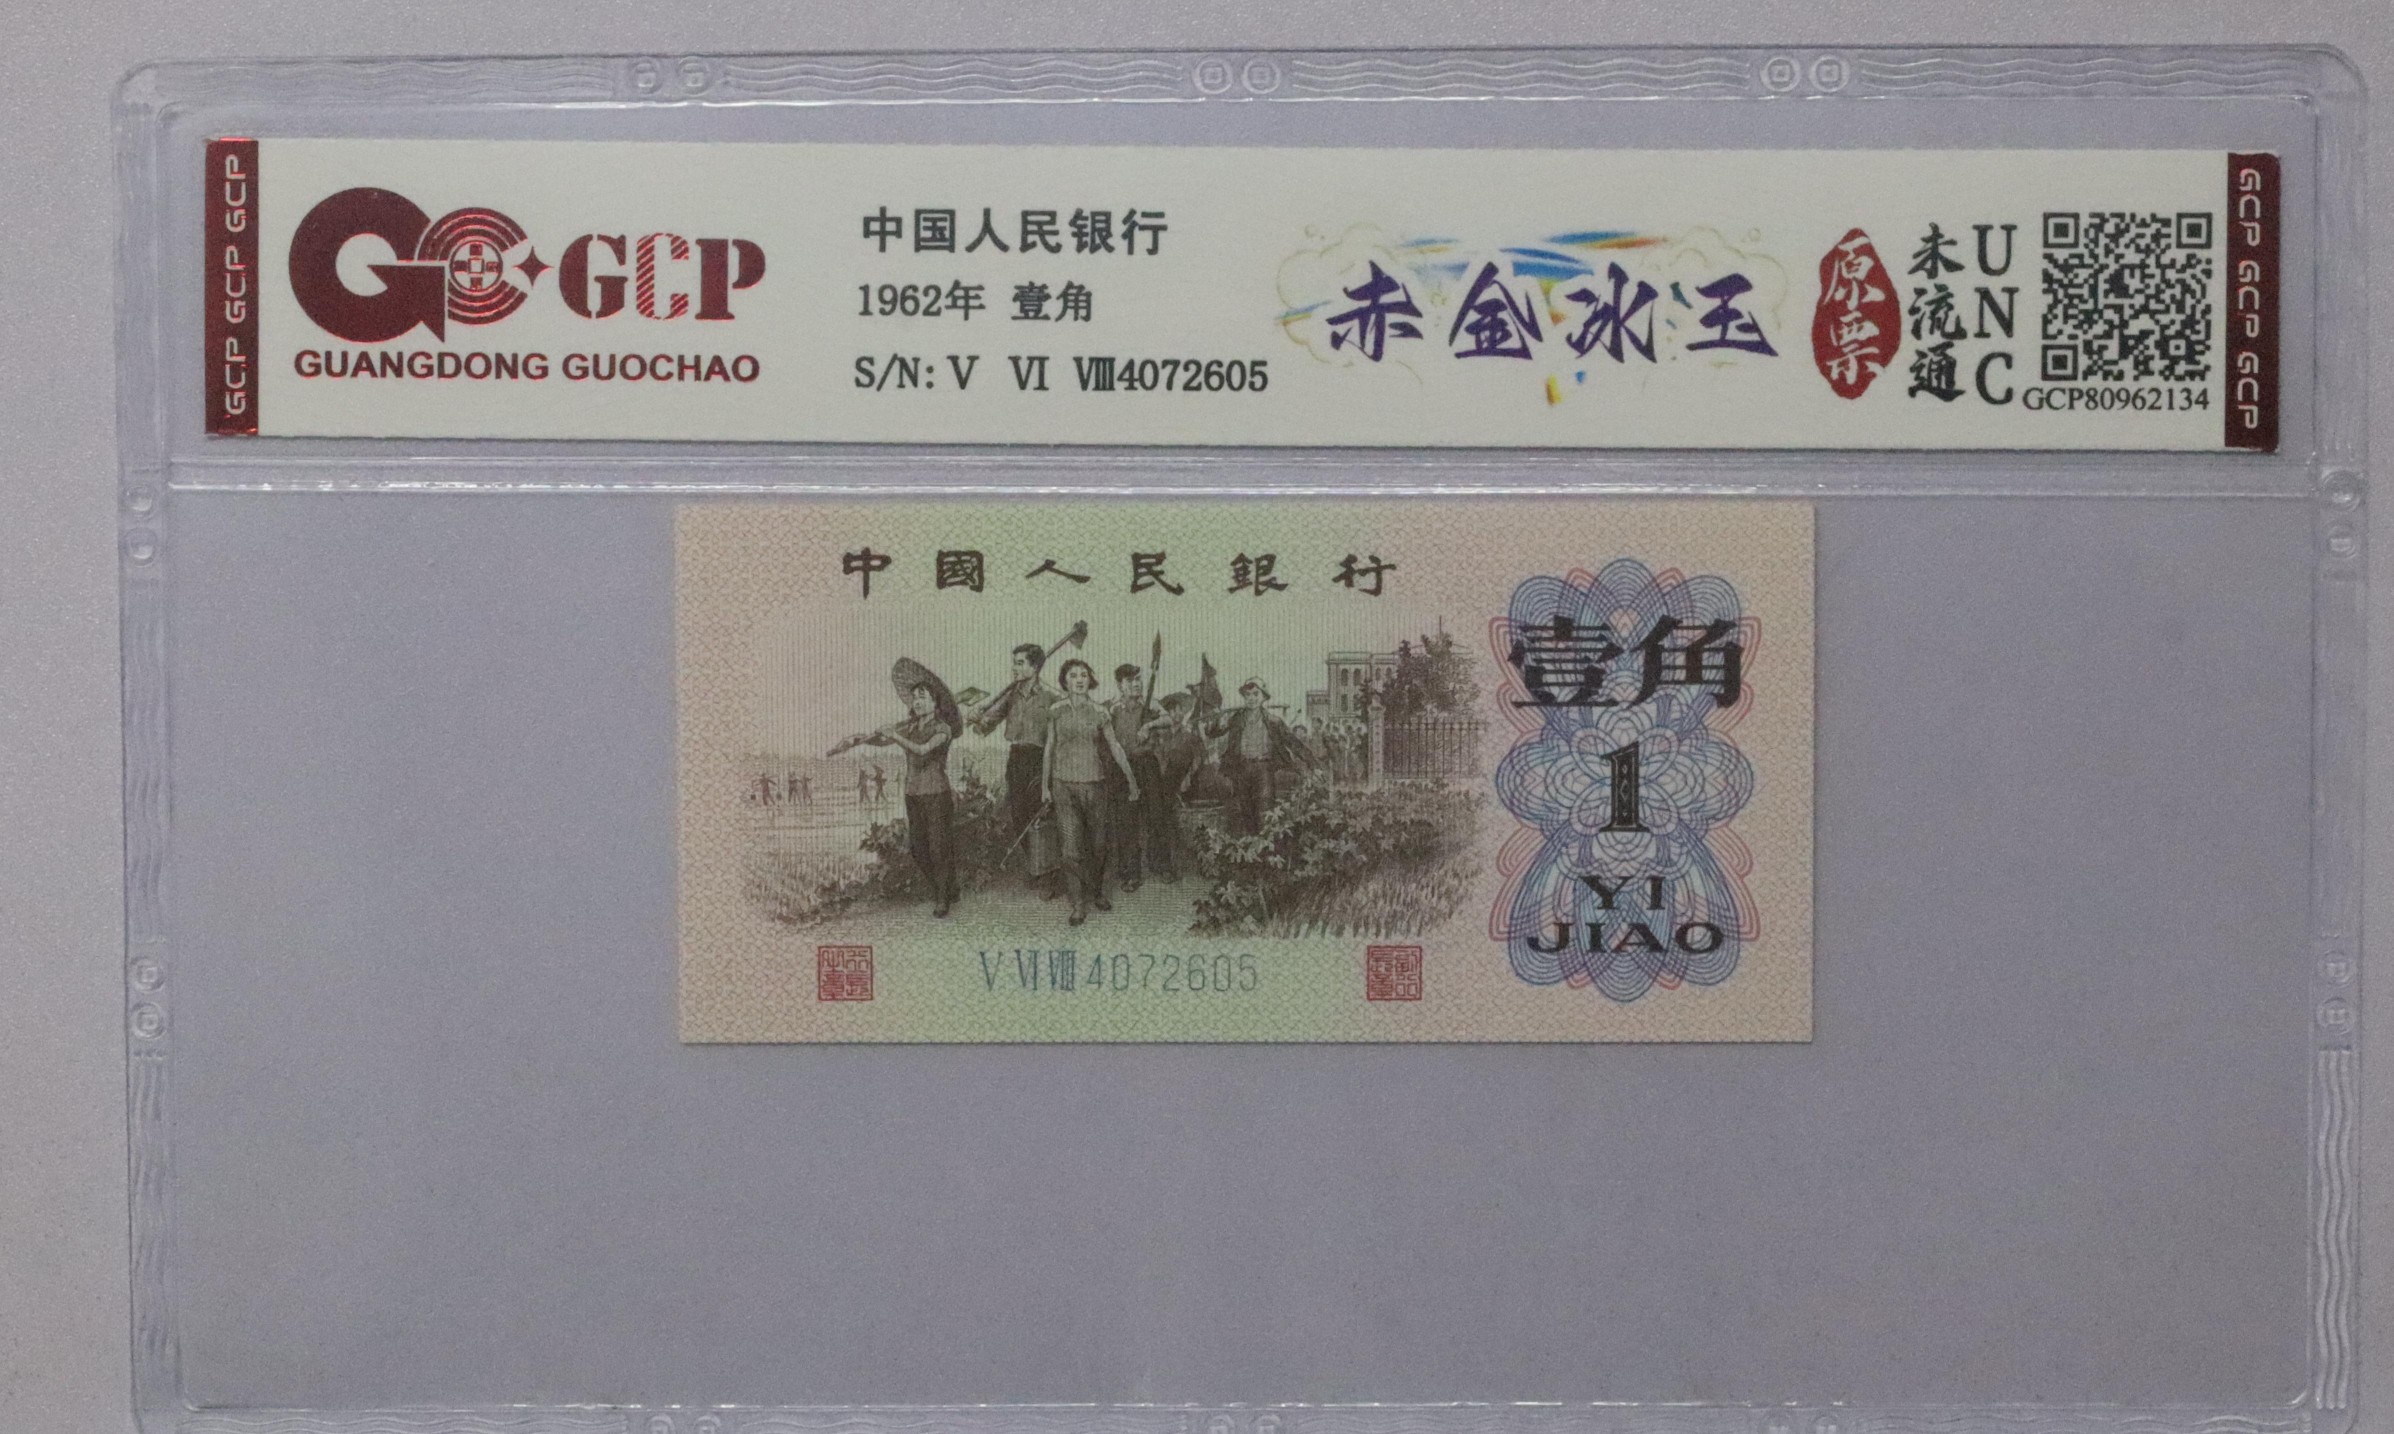 GCP GCP GCP
GCP
GUANGDONG GUOCHAO
中国人民银行
1962年 壹角
S/N: Ⅴ Ⅵ Ⅷ4072605
赤金冰玉
原票
未流通
UNC
GCP80962134
GCP GCP GCP
中國人民銀行
壹角
1
YI
JIAO
Ⅴ Ⅵ Ⅷ 4072605